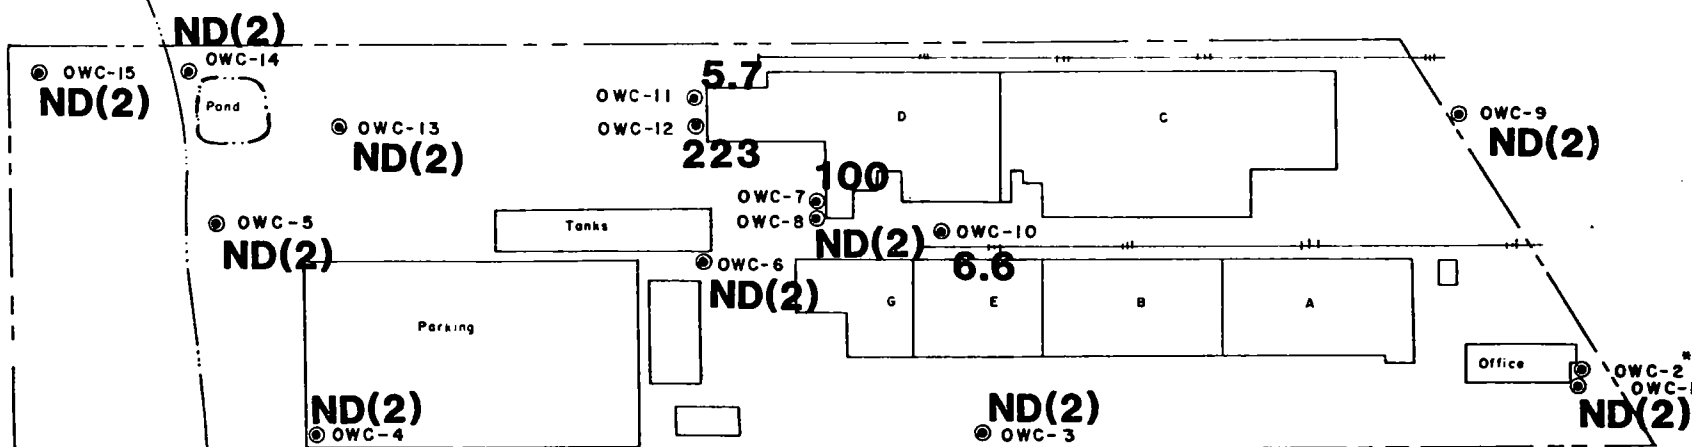 ND(2)
OWC-14
OWC-15
ND(2)
Pond
OWC-13
ND(2)
5.7
OWC-11
OWC-12
223
D
C
OWC-9
ND(2)
100
OWC-7
OWC-8
ND(2)
OWC-5
ND(2)
Tanks
OWC-10
6.6
OWC-6
ND(2)
G
E
B
A
Parking
Office
OWC-2 *
OWC-1
ND(2)
ND(2)
OWC-4
ND(2)
OWC-3